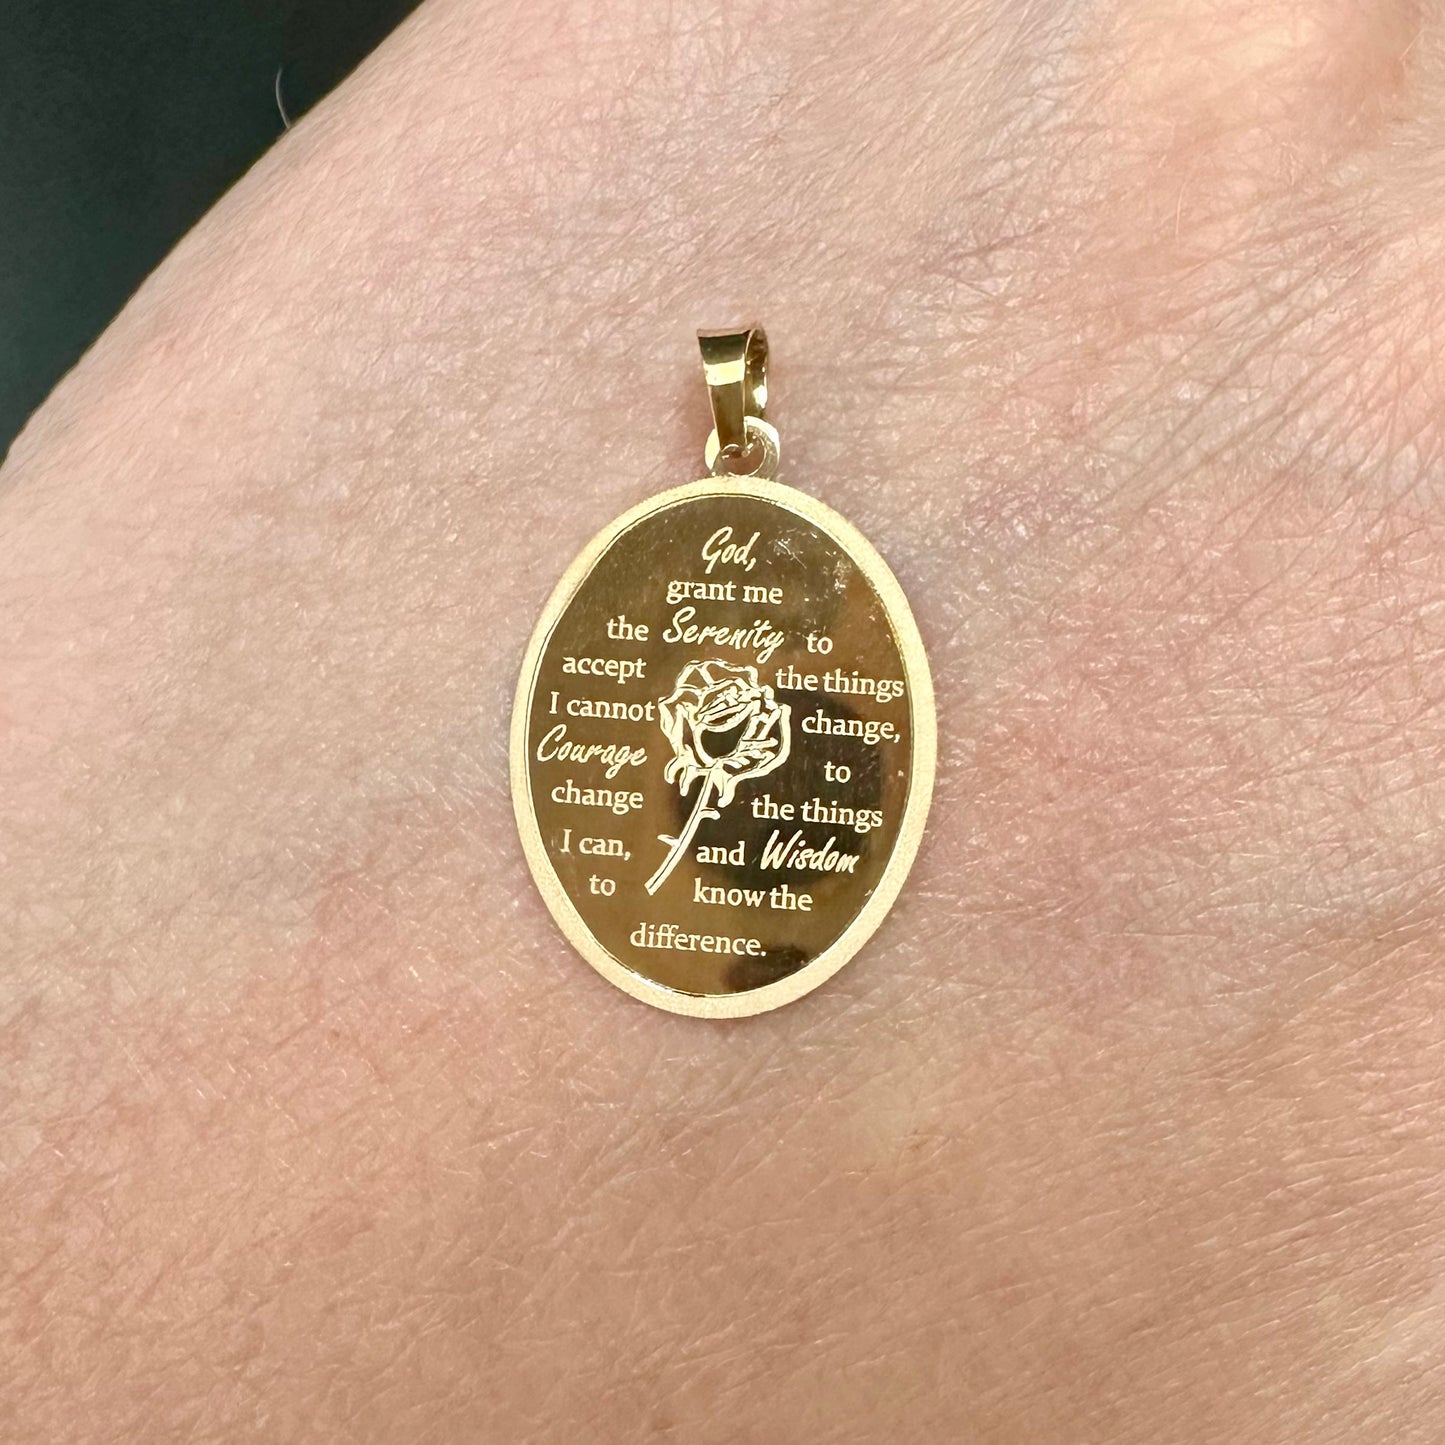 God,
grant me
the Serenity to
accept the things
I cannot change,
Courage to
change the things
I can, and Wisdom
to know the
difference.